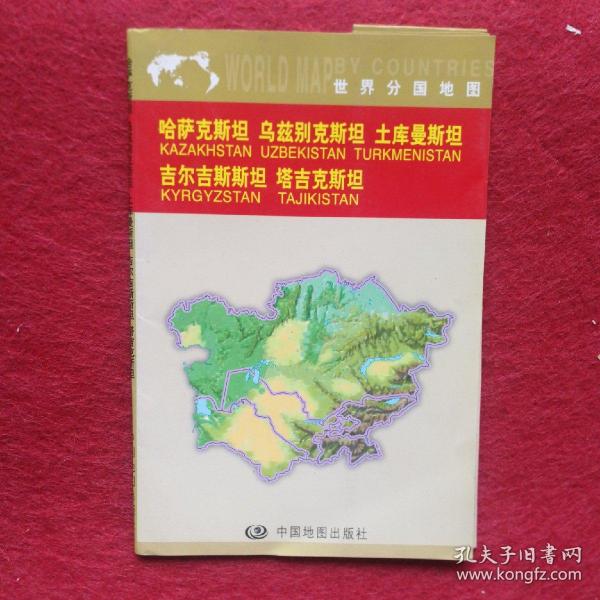 WORLD MAP BY COUNTRIES
世界分国地图
哈萨克斯坦 乌兹别克斯坦 土库曼斯坦
KAZAKHSTAN UZBEKISTAN TURKMENISTAN
吉尔吉斯斯坦 塔吉克斯坦
KYRGYZSTAN TAJIKISTAN
中国地图出版社
孔夫子旧书网
www.kongfz.com